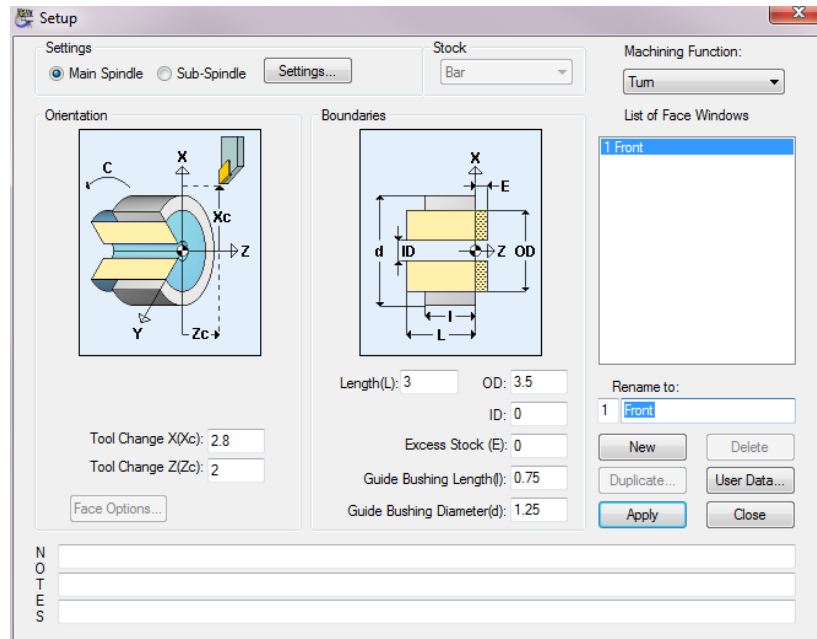 Setup
Settings
Main Spindle
Sub-Spindle
Settings...
Stock
Bar
Machining Function:
Turn
Orientation
C
X
Xc
Z
Y
Zc
Tool Change X(Xc): 2.8
Tool Change Z(Zc): 2
Face Options...
Boundaries
X
E
d
ID
Z
OD
l
L
Length(L): 3
OD: 3.5
ID: 0
Excess Stock (E): 0
Guide Bushing Length(l): 0.75
Guide Bushing Diameter(d): 1.25
List of Face Windows
1 Front
Rename to:
1 Front
New
Delete
Duplicate...
User Data...
Apply
Close
N
O
T
E
S